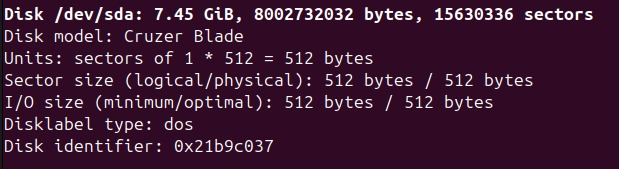 Disk /dev/sda: 7.45 GiB, 8002732032 bytes, 15630336 sectors
Disk model: Cruzer Blade
Units: sectors of 1 * 512 = 512 bytes
Sector size (logical/physical): 512 bytes / 512 bytes
I/O size (minimum/optimal): 512 bytes / 512 bytes
Disklabel type: dos
Disk identifier: 0x21b9c037